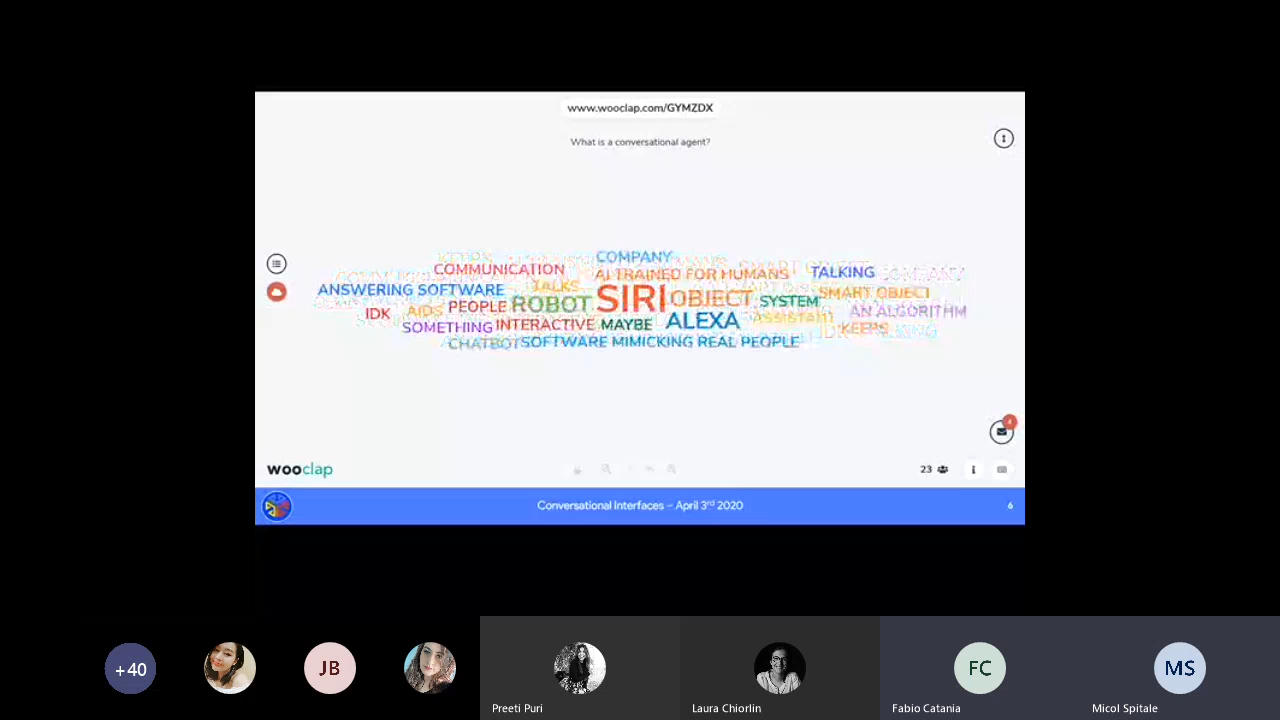 www.wooclap.com/GYMZDX
What is a conversational agent?
COMPANY
COMMUNICATION
AI TRAINED FOR HUMANS
TALKING
ANSWERING SOFTWARE
TALKS
SIRI
OBJECT
SMART OBJECT
IDK
AIDS
PEOPLE
ROBOT
SYSTEM
AN ALGORITHM
SOMETHING
INTERACTIVE
MAYBE
ALEXA
ASSISTANT
KEEPS
CHATBOT
SOFTWARE MIMICKING REAL PEOPLE
4
wooclap
23
Conversational Interfaces – April 3rd 2020
6
+40
JB
FC
MS
Preeti Puri
Laura Chiorlin
Fabio Catania
Micol Spitale